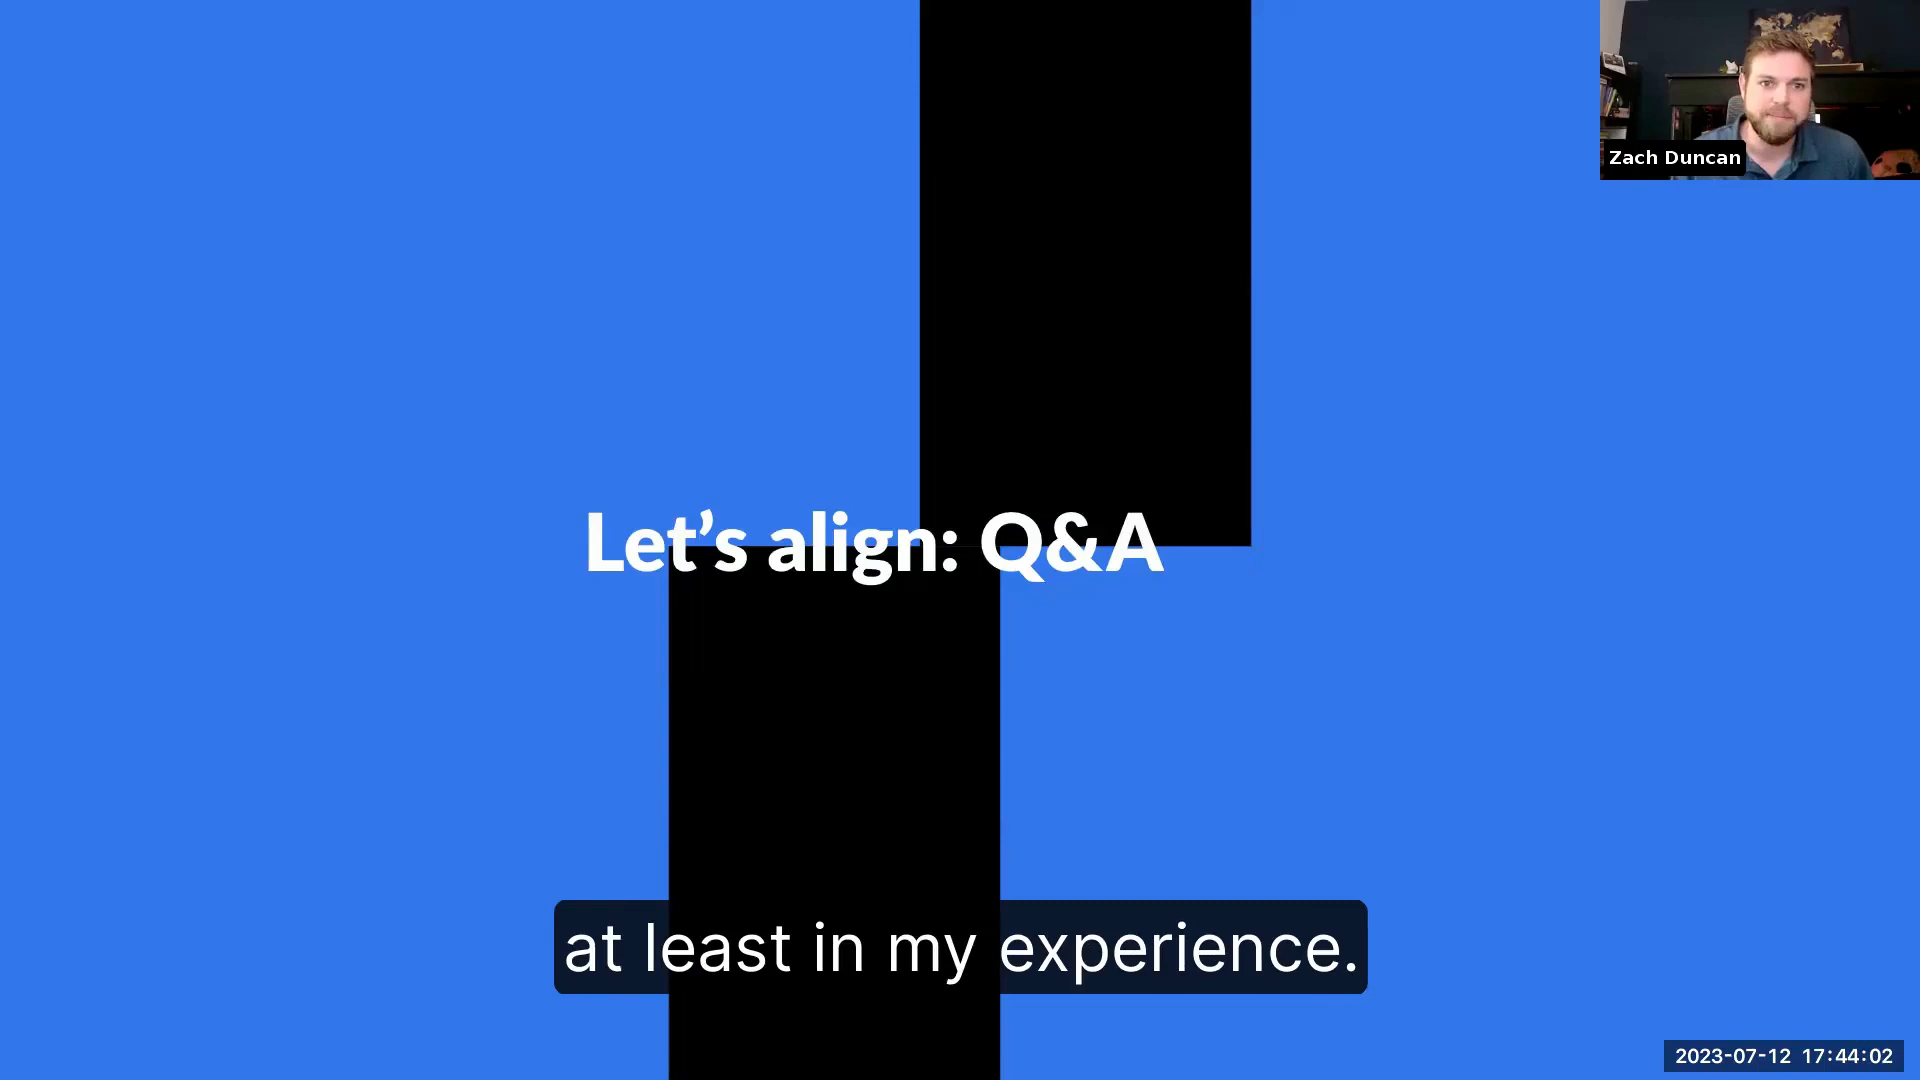 Zach Duncan
Let’s align: Q&A
at least in my experience.
2023-07-12 17:44:02